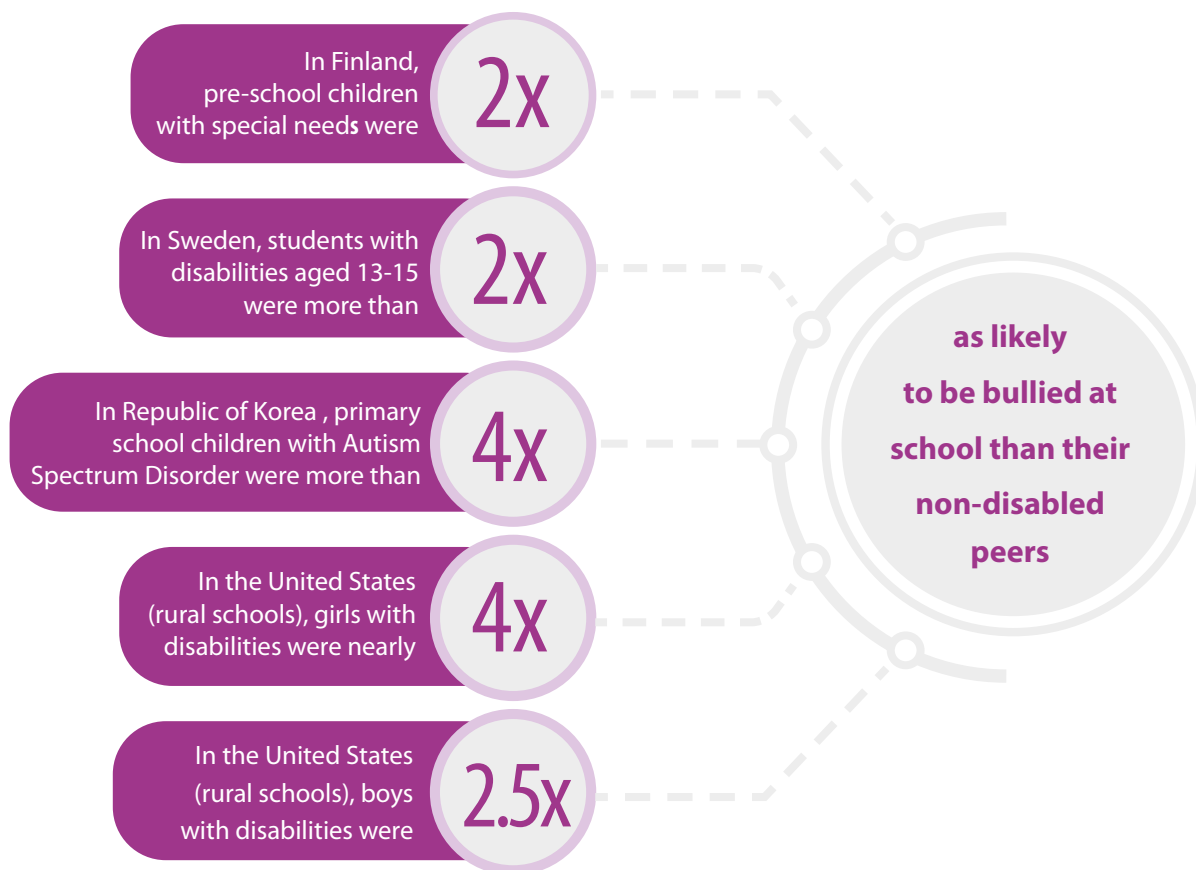 In Finland,
pre-school children
with special needs were
2x
In Sweden, students with
disabilities aged 13-15
were more than
2x
In Republic of Korea , primary
school children with Autism
Spectrum Disorder were more than
4x
In the United States
(rural schools), girls with
disabilities were nearly
4x
In the United States
(rural schools), boys
with disabilities were
2.5x
as likely
to be bullied at
school than their
non-disabled
peers